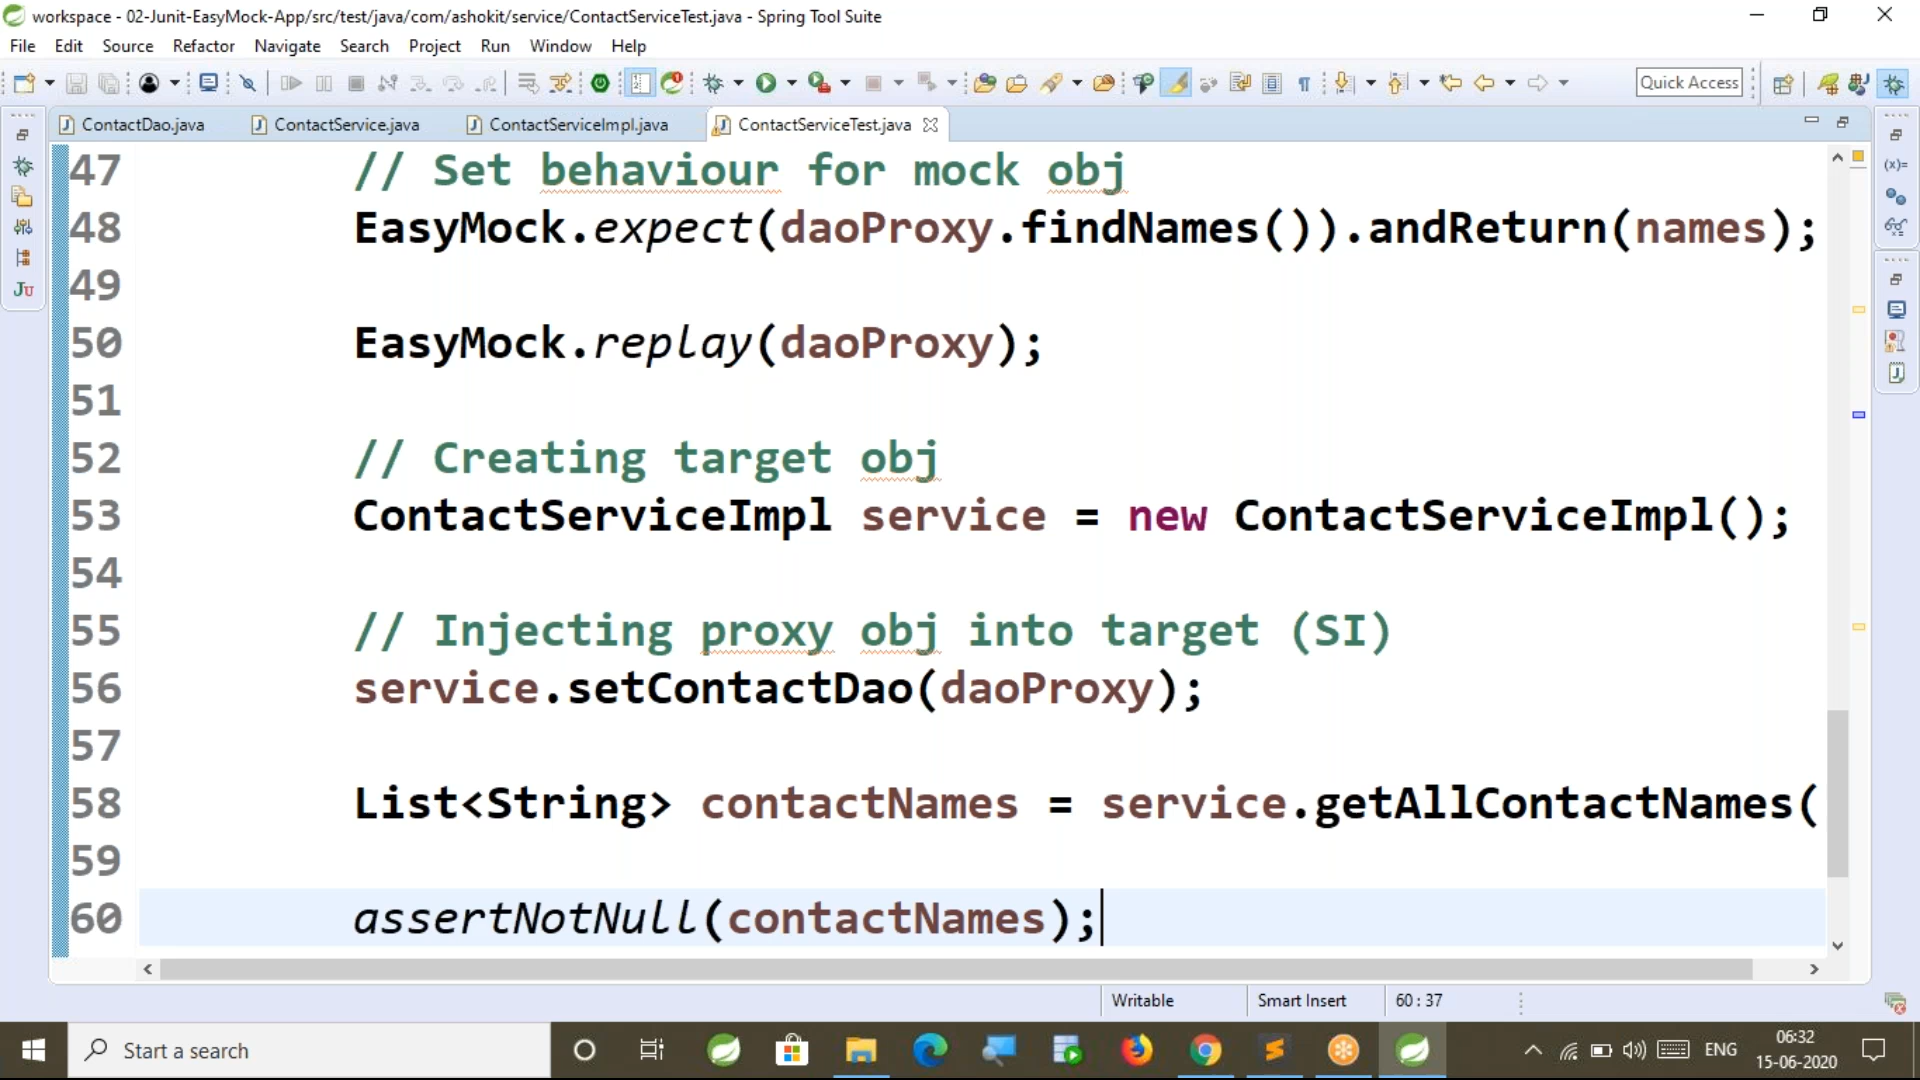 workspace - 02-Junit-EasyMock-App/src/test/java/com/ashokit/service/ContactServiceTest.java - Spring Tool Suite
File Edit Source Refactor Navigate Search Project Run Window Help
Quick Access
ContactDao.java ContactService.java ContactServiceImpl.java ContactServiceTest.java
47 // Set behaviour for mock obj
48 EasyMock.expect(daoProxy.findNames()).andReturn(names);
49
50 EasyMock.replay(daoProxy);
51
52 // Creating target obj
53 ContactServiceImpl service = new ContactServiceImpl();
54
55 // Injecting proxy obj into target (SI)
56 service.setContactDao(daoProxy);
57
58 List<String> contactNames = service.getAllContactNames(
59
60 assertNotNull(contactNames);
Writable Smart Insert 60 : 37
Start a search
ENG
06:32
15-06-2020